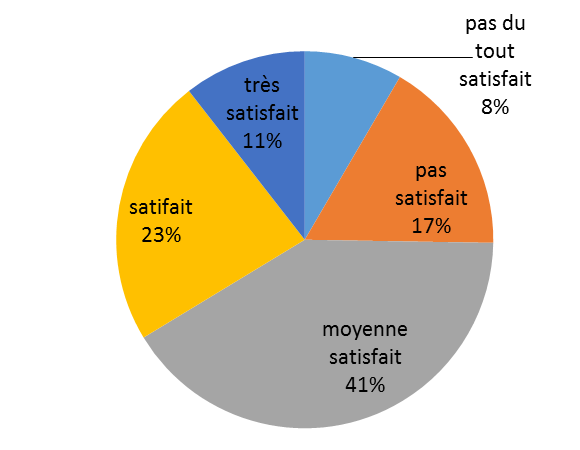 pas du
tout
satisfait
8%
très
satisfait
11%
pas
satisfait
17%
satifait
23%
moyenne
satisfait
41%